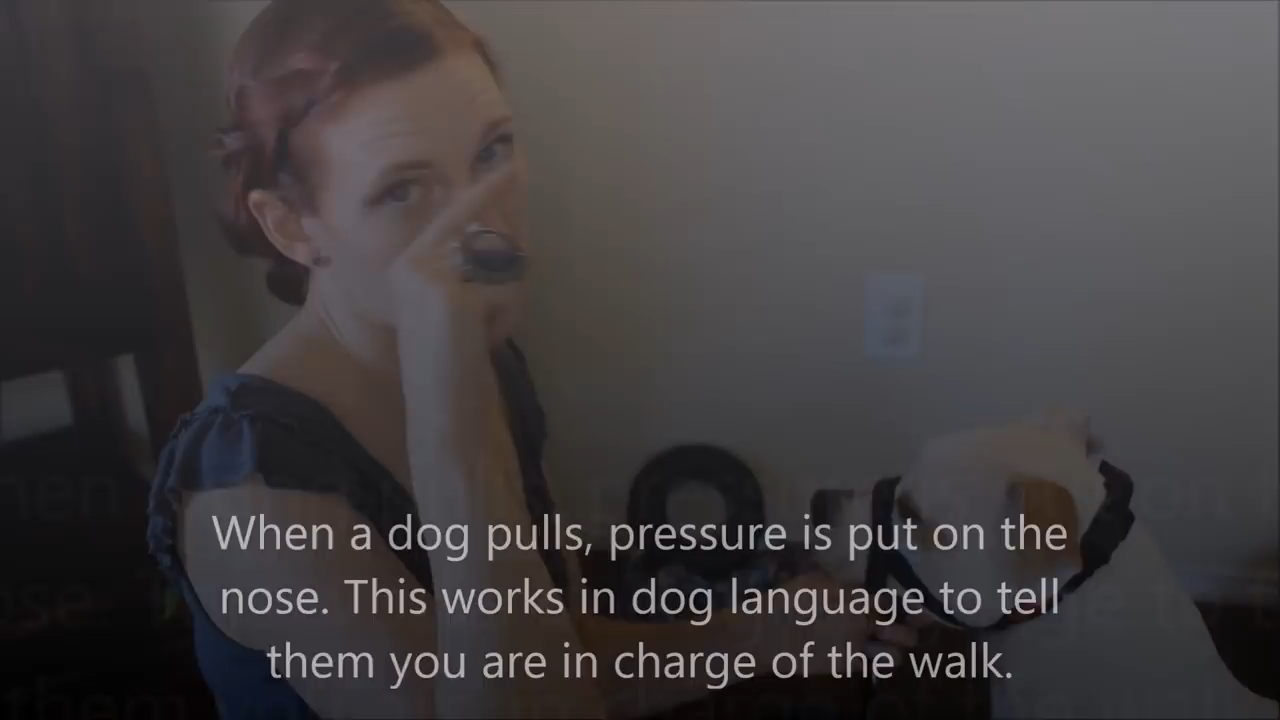 When a dog pulls, pressure is put on the
nose. This works in dog language to tell
them you are in charge of the walk.